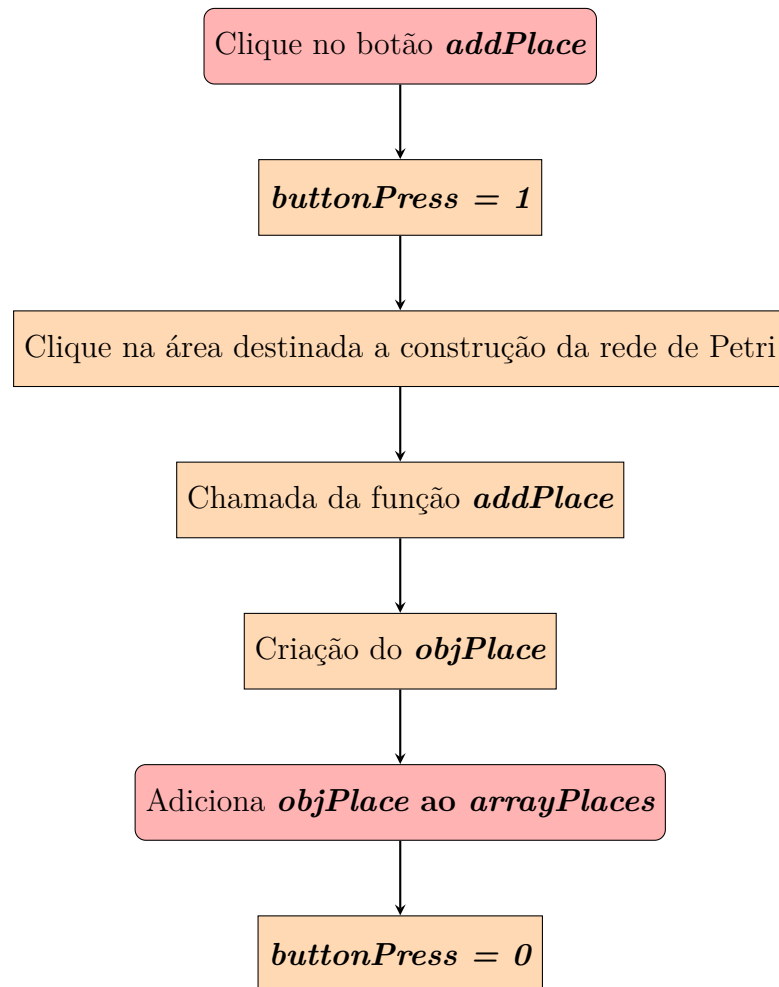 Clique no botão addPlace
buttonPress = 1
Clique na área destinada a construção da rede de Petri
Chamada da função addPlace
Criação do objPlace
Adiciona objPlace ao arrayPlaces
buttonPress = 0